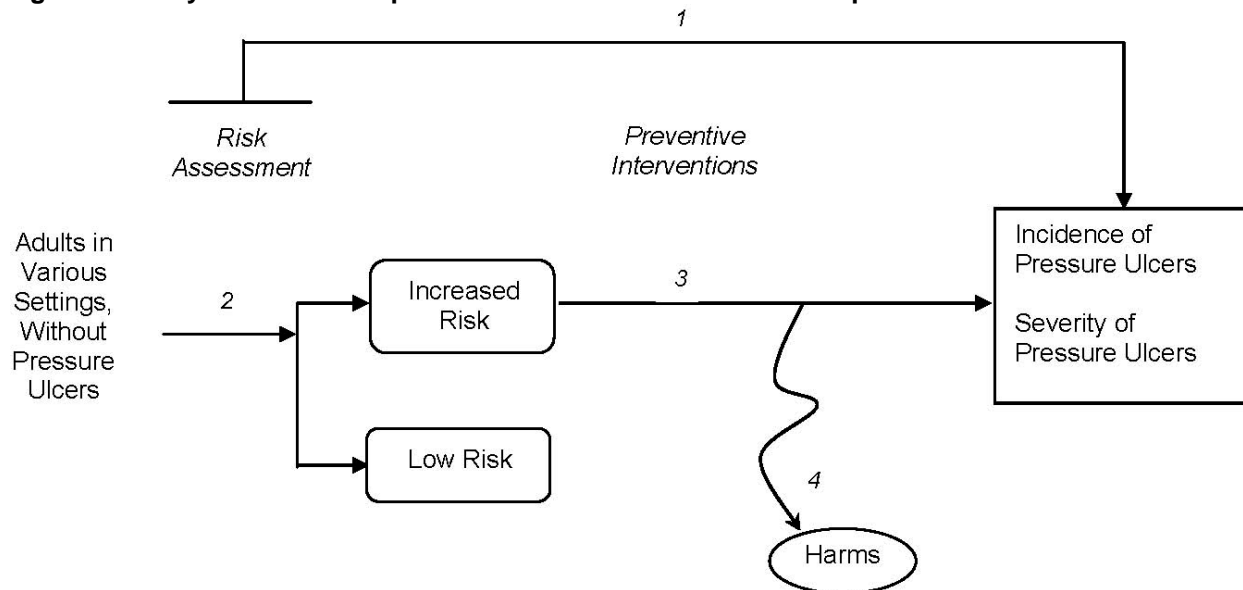 1
Risk
Assessment
Preventive
Interventions
Adults in
Various
Settings,
Without
Pressure
Ulcers
2
Increased
Risk
Low Risk
3
4
Harms
Incidence of
Pressure Ulcers
Severity of
Pressure Ulcers